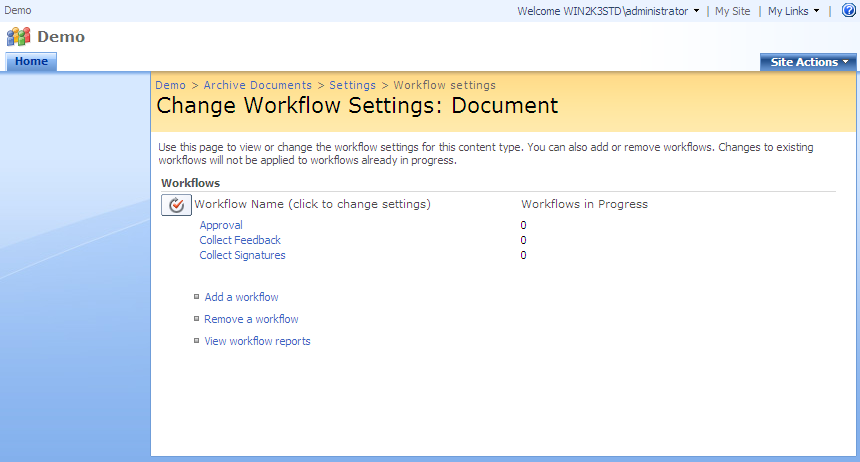 Demo
Welcome WIN2K3STD\administrator | My Site | My Links |
Demo
Home
Site Actions
Demo > Archive Documents > Settings > Workflow settings
Change Workflow Settings: Document
Use this page to view or change the workflow settings for this content type. You can also add or remove workflows. Changes to existing
workflows will not be applied to workflows already in progress.
Workflows
Workflow Name (click to change settings) Workflows in Progress
Approval 0
Collect Feedback 0
Collect Signatures 0
Add a workflow
Remove a workflow
View workflow reports